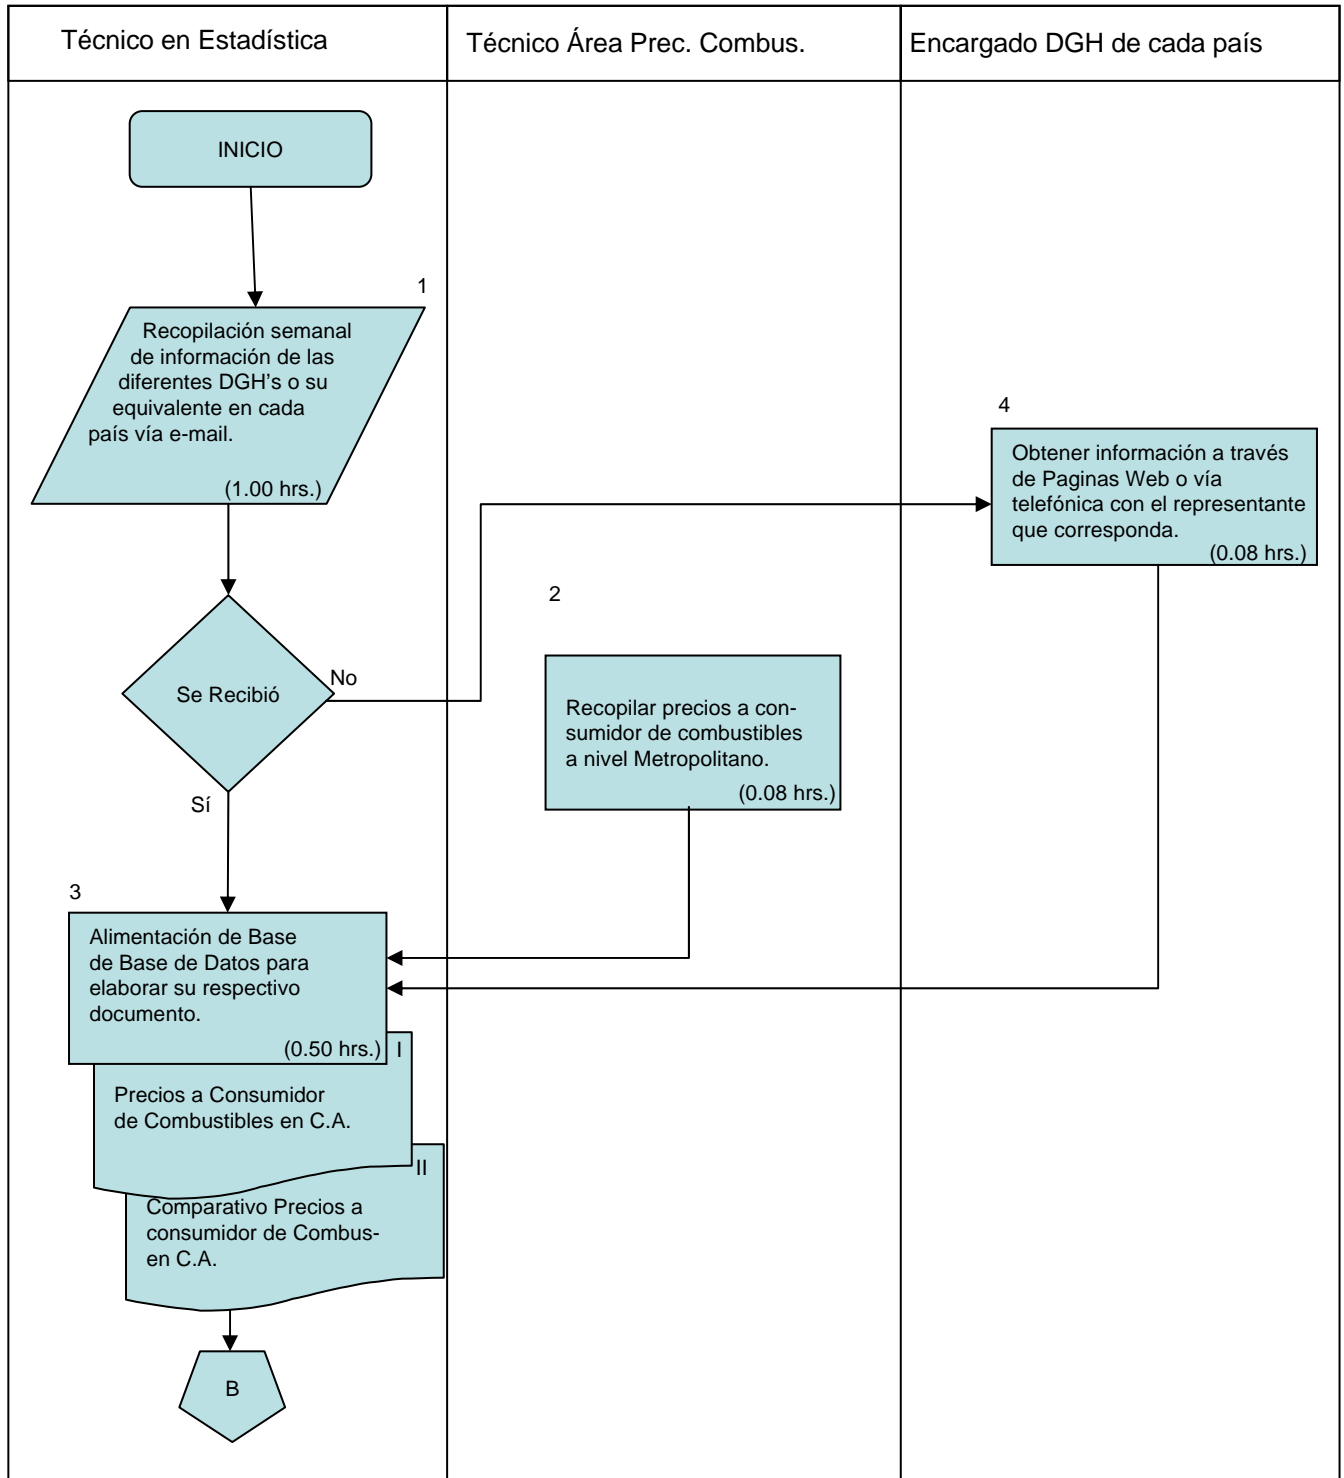 Técnico en Estadística
Técnico Área Prec. Combus.
Encargado DGH de cada país
INICIO
1
Recopilación semanal
de información de las
diferentes DGH's o su
equivalente en cada
país vía e-mail.
(1.00 hrs.)
4
Obtener información a través
de Paginas Web o vía
telefónica con el representante
que corresponda.
(0.08 hrs.)
Se Recibió
No
Sí
2
Recopilar precios a con-
sumidor de combustibles
a nivel Metropolitano.
(0.08 hrs.)
3
Alimentación de Base
de Base de Datos para
elaborar su respectivo
documento.
(0.50 hrs.)
I
Precios a Consumidor
de Combustibles en C.A.
II
Comparativo Precios a
consumidor de Combus-
en C.A.
B